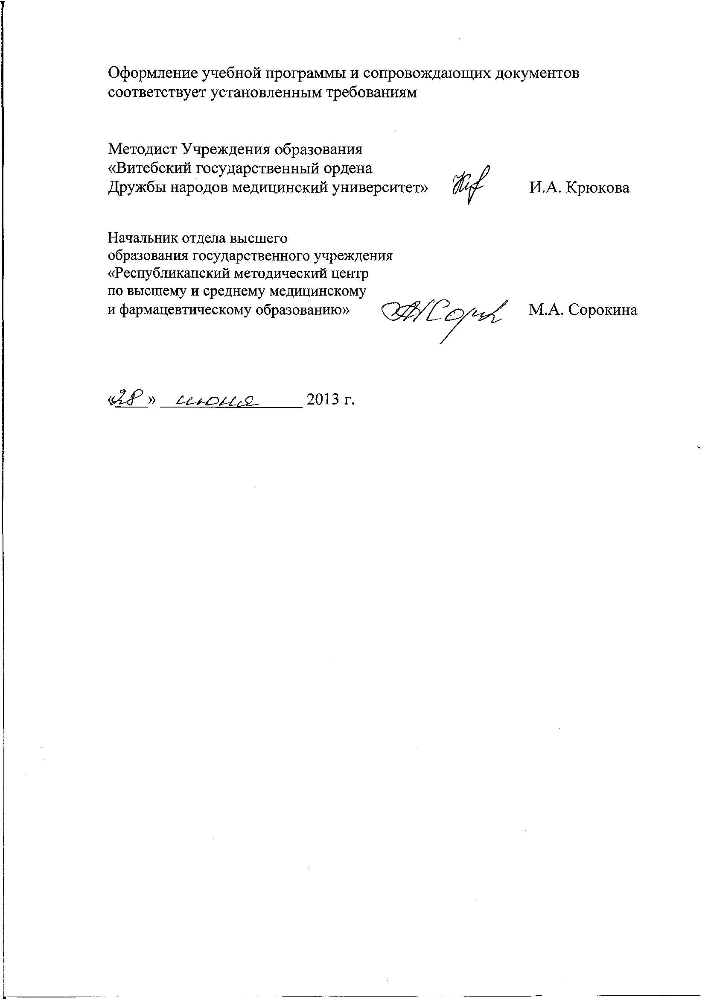 Оформление учебной программы и сопровождающих документов
соответствует установленным требованиям
Методист Учреждения образования
«Витебский государственный ордена
Дружбы народов медицинский университет» И.А. Крюкова
Начальник отдела высшего
образования государственного учреждения
«Республиканский методический центр
по высшему и среднему медицинскому
и фармацевтическому образованию» М.А. Сорокина
«28» июня 2013 г.